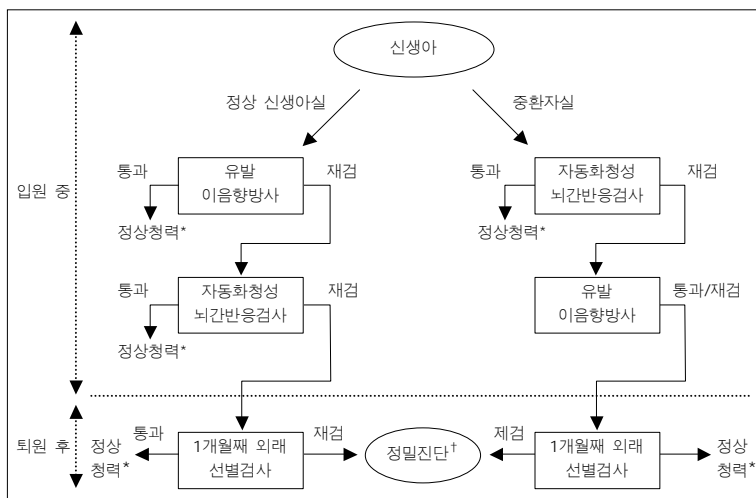 신생아
정상 신생아실
중환자실
통과
유발
이음향방사
재검
통과
자동화청성
뇌간반응검사
재검
입원 중
정상청력*
정상청력*
통과
자동화청성
뇌간반응검사
재검
유발
이음향방사
통과/재검
정상청력*
퇴원 후
통과
정상
청력*
1개월째 외래
선별검사
재검
정밀진단†
제검
1개월째 외래
선별검사
정상
청력*